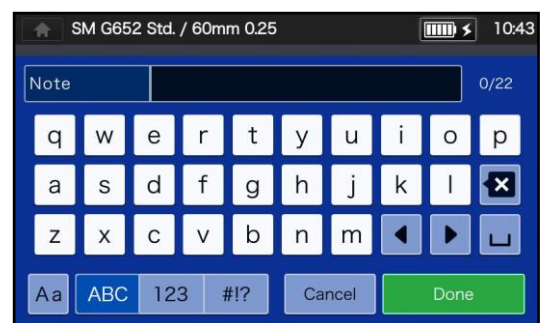 SM G652 Std. / 60mm 0.25 10:43
Note 0/22
q w e r t y u i o p
a s d f g h j k l
z x c v b n m
Aa ABC 123 #!? Cancel Done